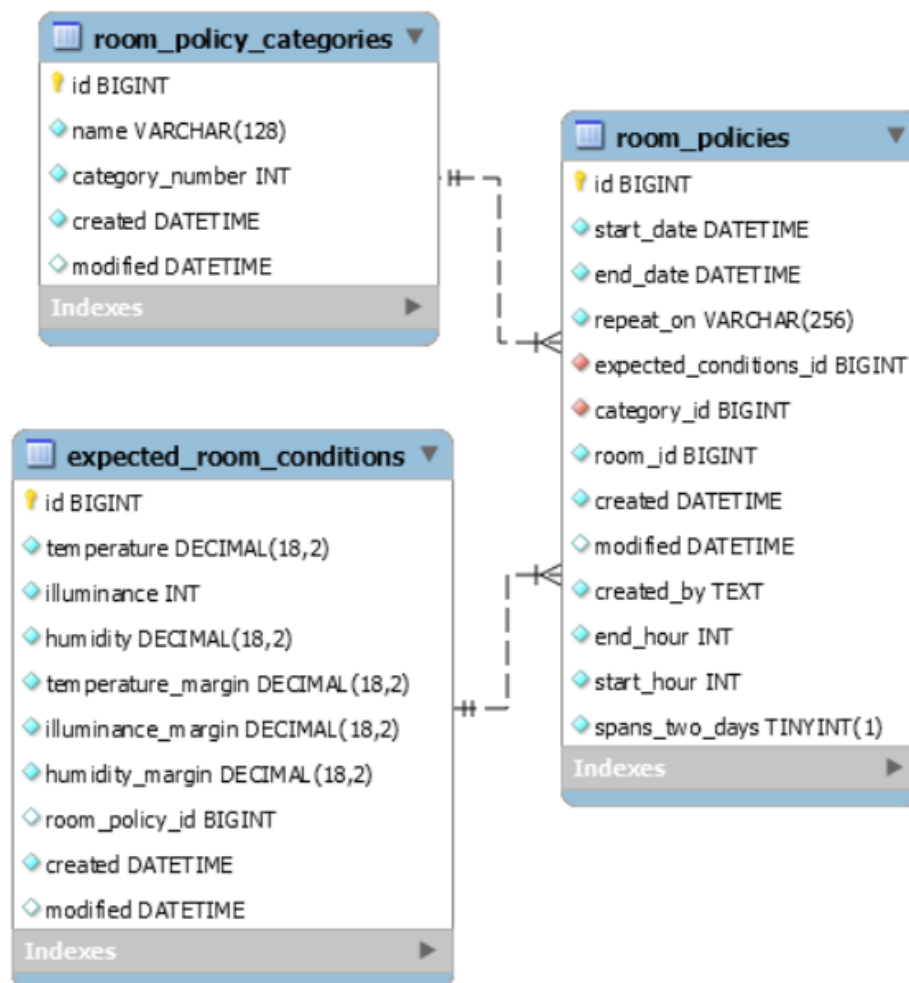 room_policy_categories
id BIGINT
name VARCHAR(128)
category_number INT
created DATETIME
modified DATETIME
Indexes
room_policies
id BIGINT
start_date DATETIME
end_date DATETIME
repeat_on VARCHAR(256)
expected_conditions_id BIGINT
category_id BIGINT
room_id BIGINT
created DATETIME
modified DATETIME
created_by TEXT
end_hour INT
start_hour INT
spans_two_days TINYINT(1)
Indexes
expected_room_conditions
id BIGINT
temperature DECIMAL(18,2)
illuminance INT
humidity DECIMAL(18,2)
temperature_margin DECIMAL(18,2)
illuminance_margin DECIMAL(18,2)
humidity_margin DECIMAL(18,2)
room_policy_id BIGINT
created DATETIME
modified DATETIME
Indexes